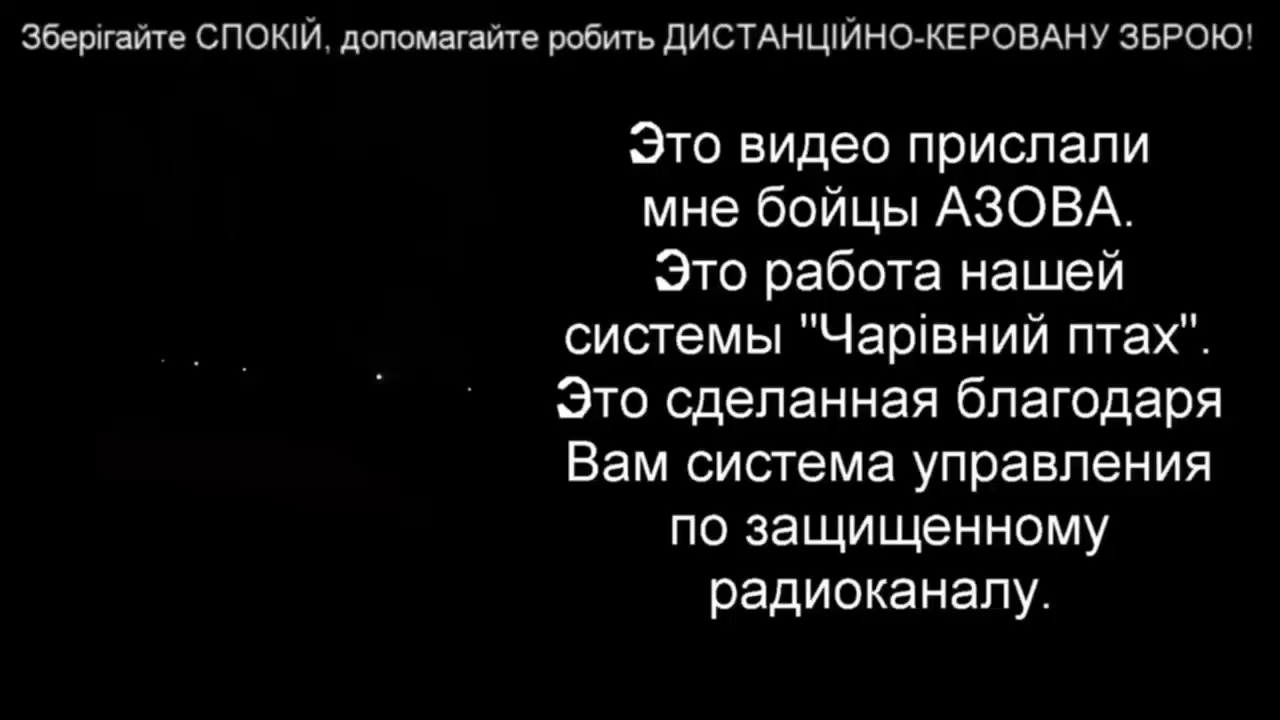 Зберігайте СПОКІЙ, допомагайте робить ДИСТАНЦІЙНО-КЕРОВАНУ ЗБРОЮ!
Это видео прислали
мне бойцы АЗОВА.
Это работа нашей
системы "Чарівний птах".
Это сделанная благодаря
Вам система управления
по защищенному
радиоканалу.